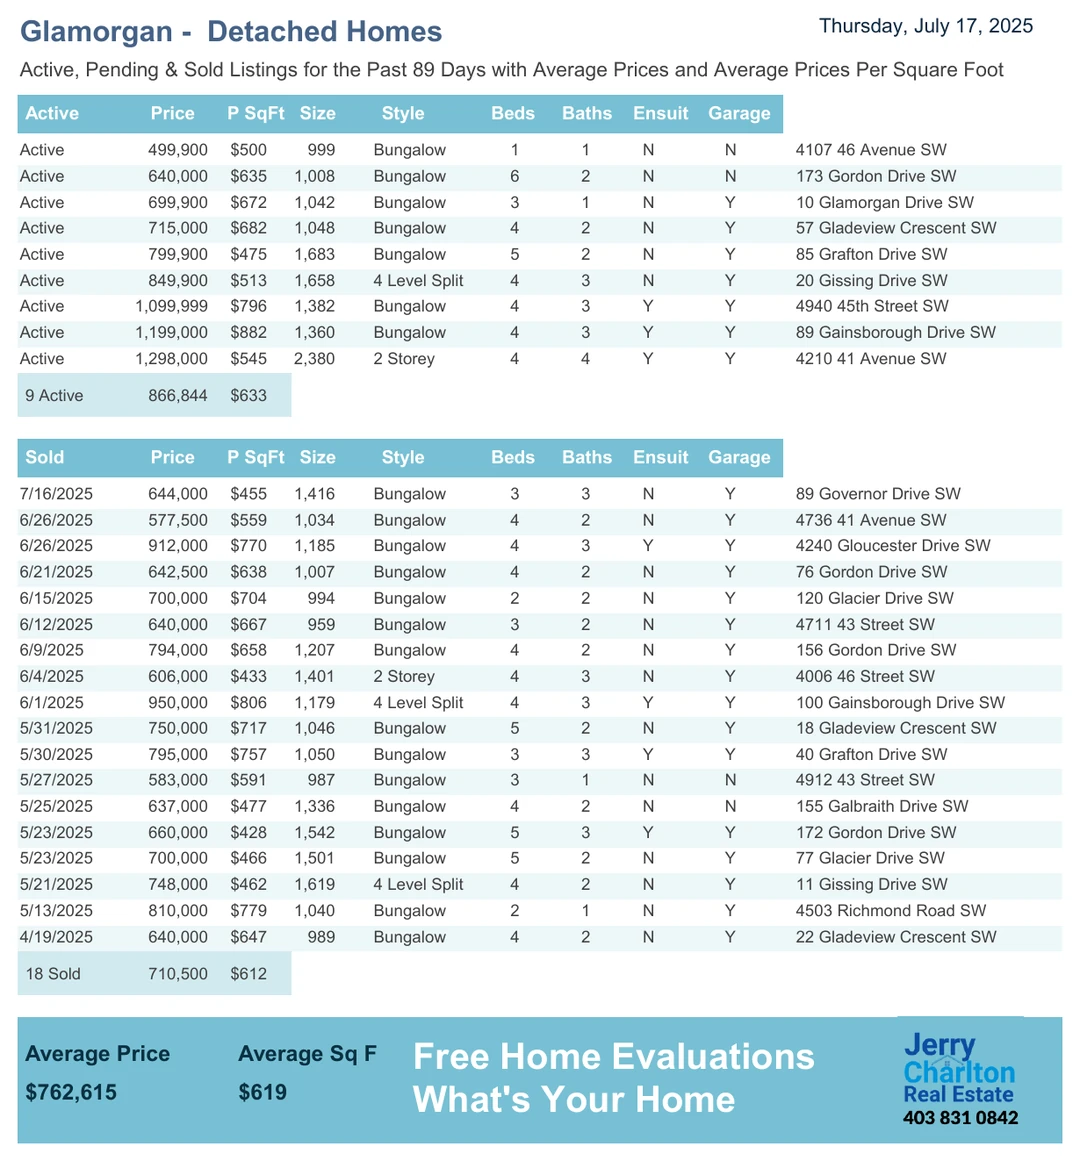 Glamorgan - Detached Homes
Thursday, July 17, 2025
Active, Pending & Sold Listings for the Past 89 Days with Average Prices and Average Prices Per Square Foot
Active Price P SqFt Size Style Beds Baths Ensuit Garage
Active 499,900 $500 999 Bungalow 1 1 N N 4107 46 Avenue SW
Active 640,000 $635 1,008 Bungalow 6 2 N N 173 Gordon Drive SW
Active 699,900 $672 1,042 Bungalow 3 1 N Y 10 Glamorgan Drive SW
Active 715,000 $682 1,048 Bungalow 4 2 N Y 57 Gladeview Crescent SW
Active 799,900 $475 1,683 Bungalow 5 2 N Y 85 Grafton Drive SW
Active 849,900 $513 1,658 4 Level Split 4 3 N Y 20 Gissing Drive SW
Active 1,099,999 $796 1,382 Bungalow 4 3 Y Y 4940 45th Street SW
Active 1,199,000 $882 1,360 Bungalow 4 3 Y Y 89 Gainsborough Drive SW
Active 1,298,000 $545 2,380 2 Storey 4 4 Y Y 4210 41 Avenue SW
9 Active 866,844 $633
Sold Price P SqFt Size Style Beds Baths Ensuit Garage
7/16/2025 644,000 $455 1,416 Bungalow 3 3 N Y 89 Governor Drive SW
6/26/2025 577,500 $559 1,034 Bungalow 4 2 N Y 4736 41 Avenue SW
6/26/2025 912,000 $770 1,185 Bungalow 4 3 Y Y 4240 Gloucester Drive SW
6/21/2025 642,500 $638 1,007 Bungalow 4 2 N Y 76 Gordon Drive SW
6/15/2025 700,000 $704 994 Bungalow 2 2 N Y 120 Glacier Drive SW
6/12/2025 640,000 $667 959 Bungalow 3 2 N Y 4711 43 Street SW
6/9/2025 794,000 $658 1,207 Bungalow 4 2 N Y 156 Gordon Drive SW
6/4/2025 606,000 $433 1,401 2 Storey 4 3 N Y 4006 46 Street SW
6/1/2025 950,000 $806 1,179 4 Level Split 4 3 Y Y 100 Gainsborough Drive SW
5/31/2025 750,000 $717 1,046 Bungalow 5 2 N Y 18 Gladeview Crescent SW
5/30/2025 795,000 $757 1,050 Bungalow 3 3 Y Y 40 Grafton Drive SW
5/27/2025 583,000 $591 987 Bungalow 3 1 N N 4912 43 Street SW
5/25/2025 637,000 $477 1,336 Bungalow 4 2 N N 155 Galbraith Drive SW
5/23/2025 660,000 $428 1,542 Bungalow 5 3 Y Y 172 Gordon Drive SW
5/23/2025 700,000 $466 1,501 Bungalow 5 2 N Y 77 Glacier Drive SW
5/21/2025 748,000 $462 1,619 4 Level Split 4 2 N Y 11 Gissing Drive SW
5/13/2025 810,000 $779 1,040 Bungalow 2 1 N Y 4503 Richmond Road SW
4/19/2025 640,000 $647 989 Bungalow 4 2 N Y 22 Gladeview Crescent SW
18 Sold 710,500 $612
Average Price Average Sq F
$762,615 $619
Free Home Evaluations
What's Your Home
Jerry
Charlton
Real Estate
403 831 0842